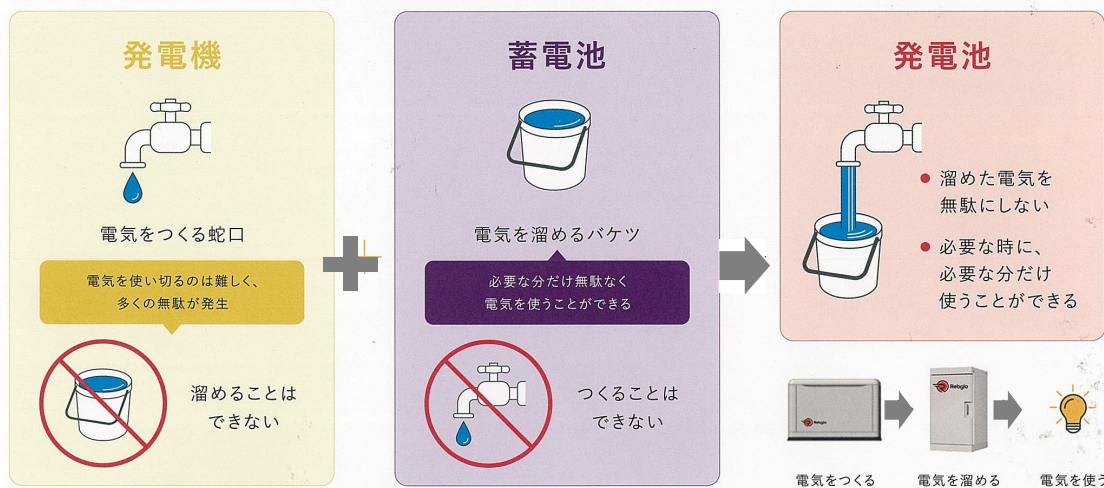 発電機
電気をつくる蛇口
電気を使い切るのは難しく、
多くの無駄が発生
溜めることは
できない
蓄電池
電気を溜めるバケツ
必要な分だけ無駄なく
電気を使うことができる
つくることは
できない
発電池
溜めた電気を
無駄にしない
必要な時に、
必要な分だけ
使うことができる
Rebglo
Rebglo
電気をつくる
電気を溜める
電気を使う